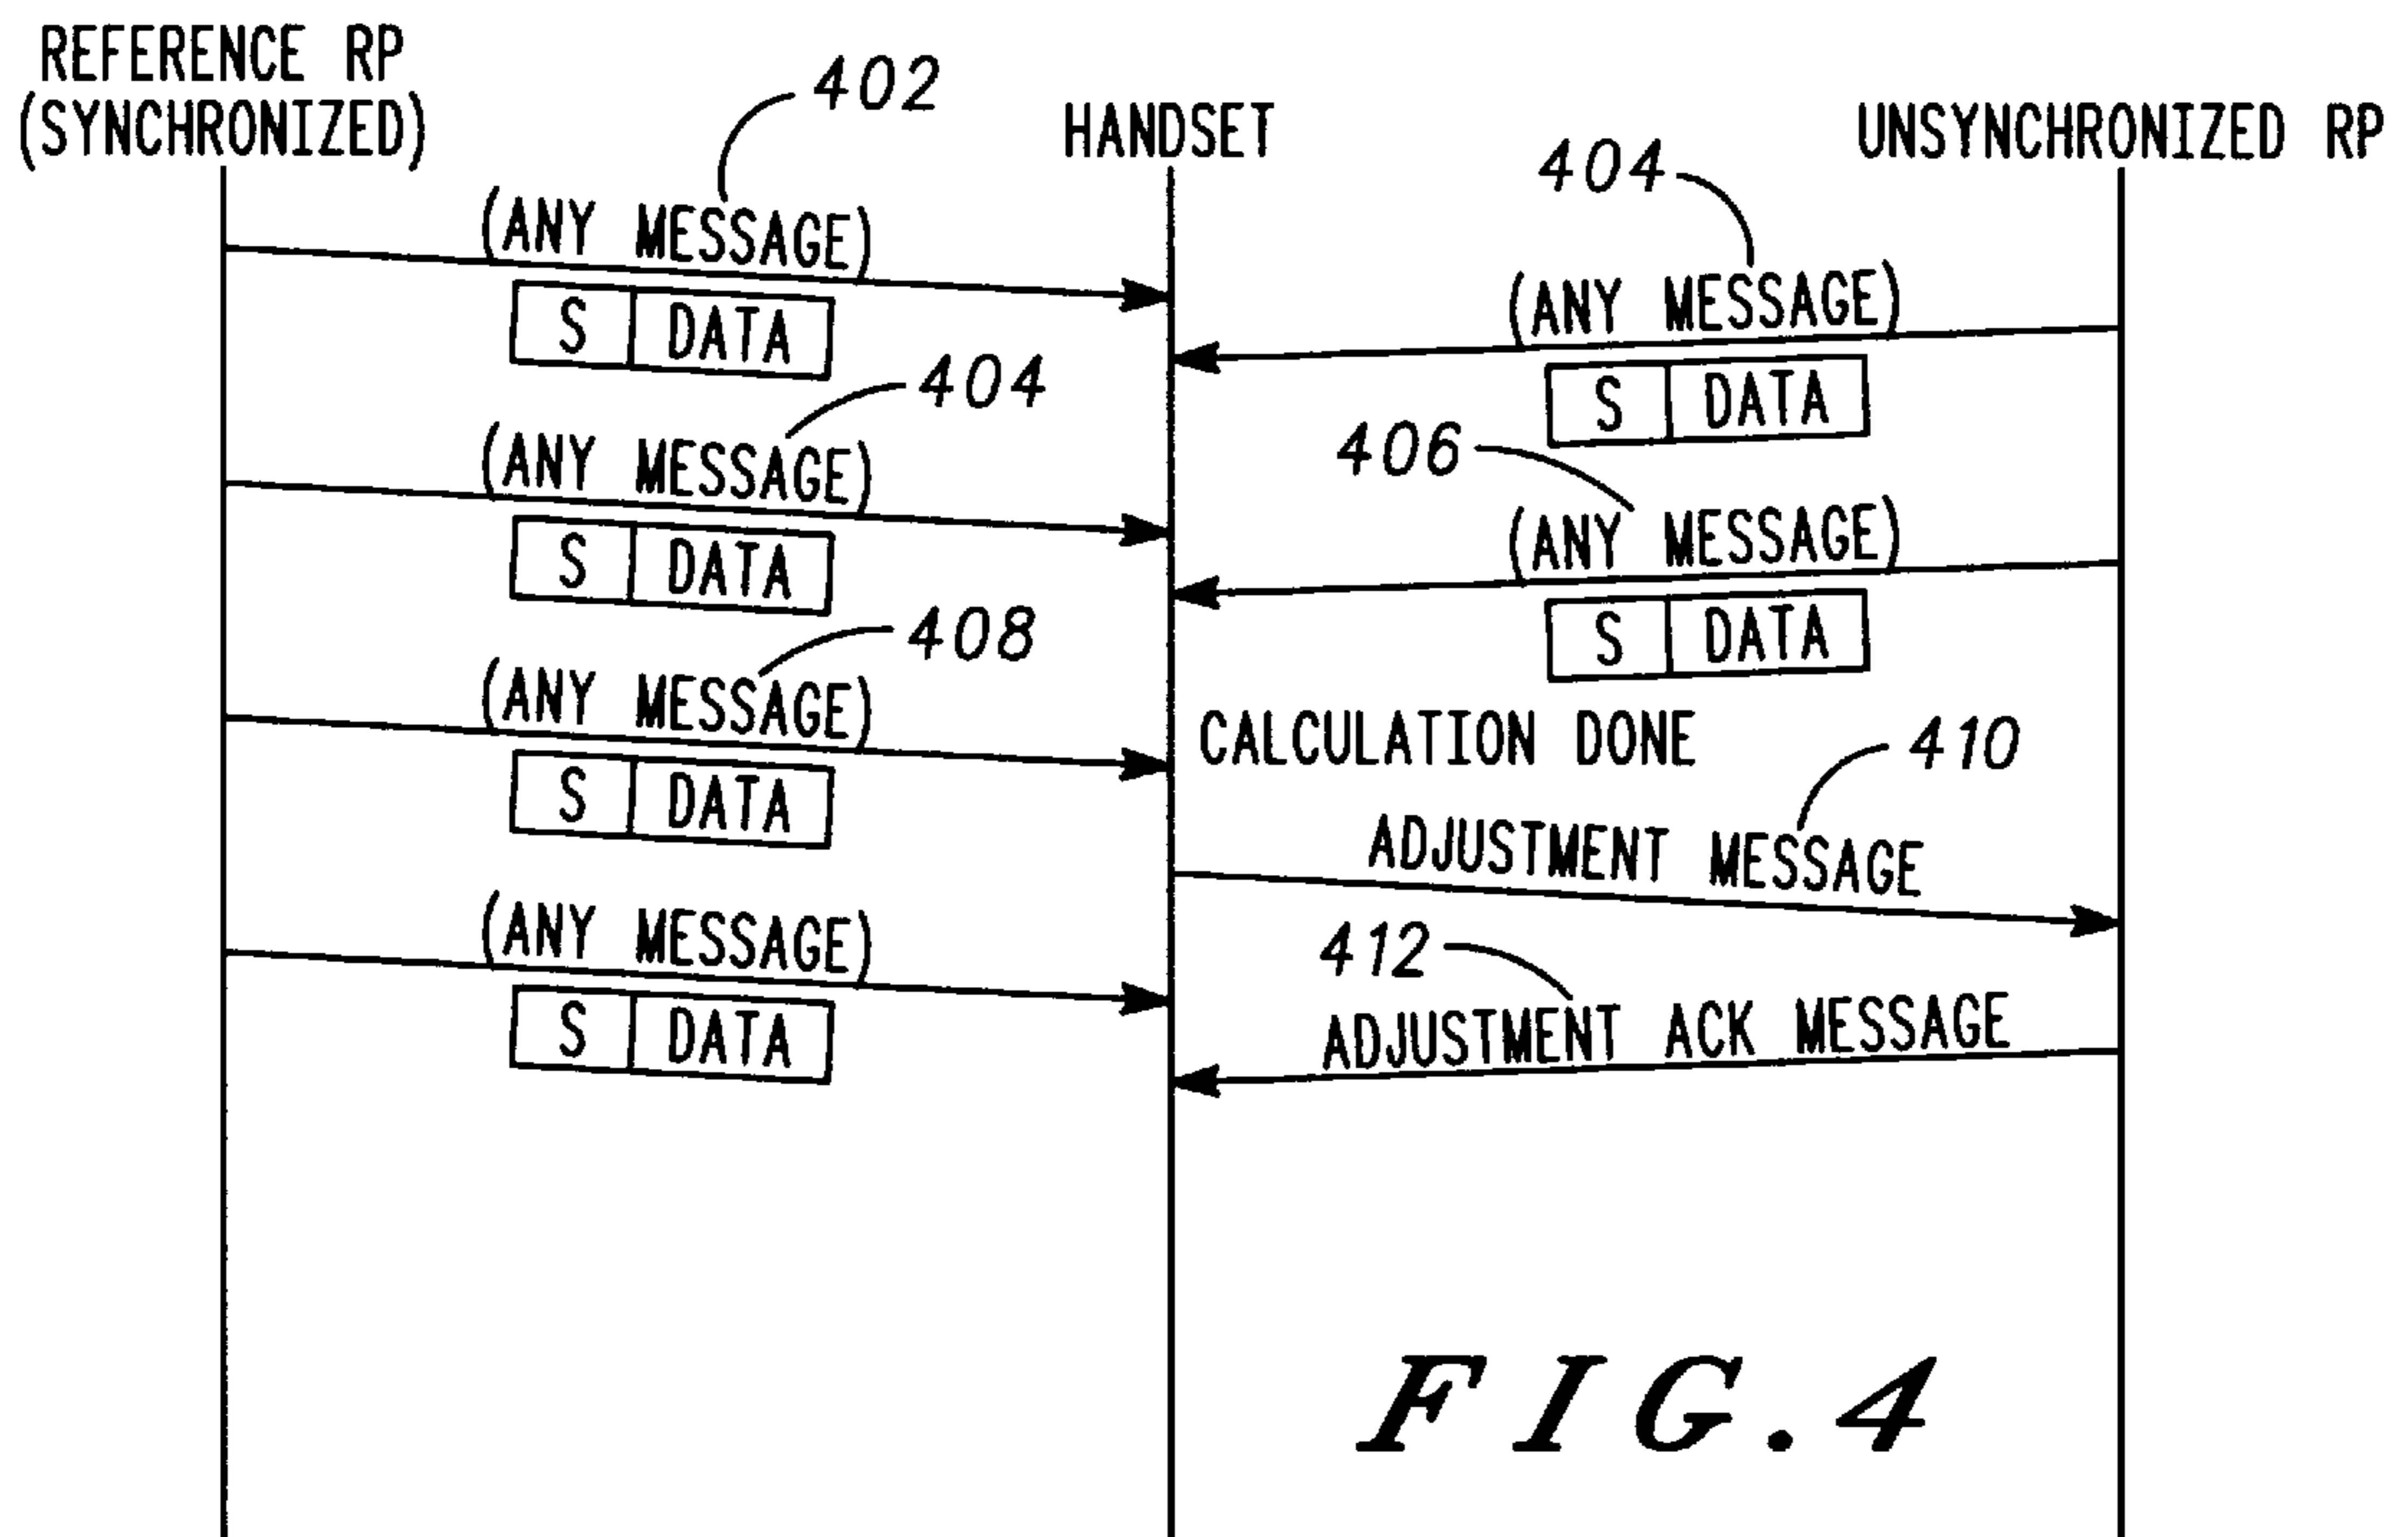 REFERENCE RP
(SYNCHRONIZED)
HANDSET
UNSYNCHRONIZED RP
402
(ANY MESSAGE)
S DATA
404
(ANY MESSAGE)
S DATA
404
(ANY MESSAGE)
S DATA
406
(ANY MESSAGE)
S DATA
408
(ANY MESSAGE)
S DATA
CALCULATION DONE
410
ADJUSTMENT MESSAGE
(ANY MESSAGE)
S DATA
412
ADJUSTMENT ACK MESSAGE
FIG.4